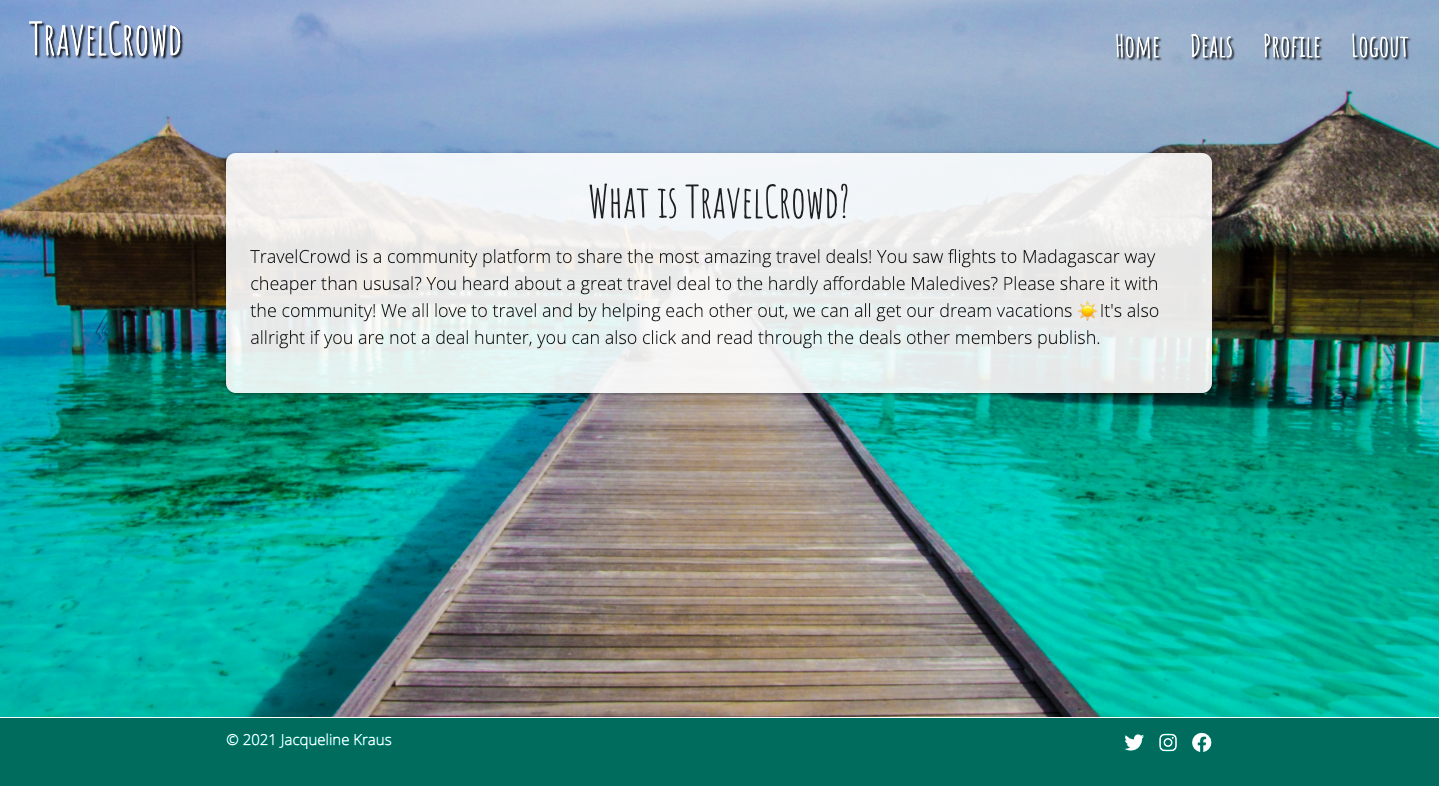 TravelCrowd
Home Deals Profile Logout
What is TravelCrowd?
TravelCrowd is a community platform to share the most amazing travel deals! You saw flights to Madagascar way
cheaper than ususal? You heard about a great travel deal to the hardly affordable Maledives? Please share it with
the community! We all love to travel and by helping each other out, we can all get our dream vacations ☀️ It's also
allright if you are not a deal hunter, you can also click and read through the deals other members publish.
© 2021 Jacqueline Kraus